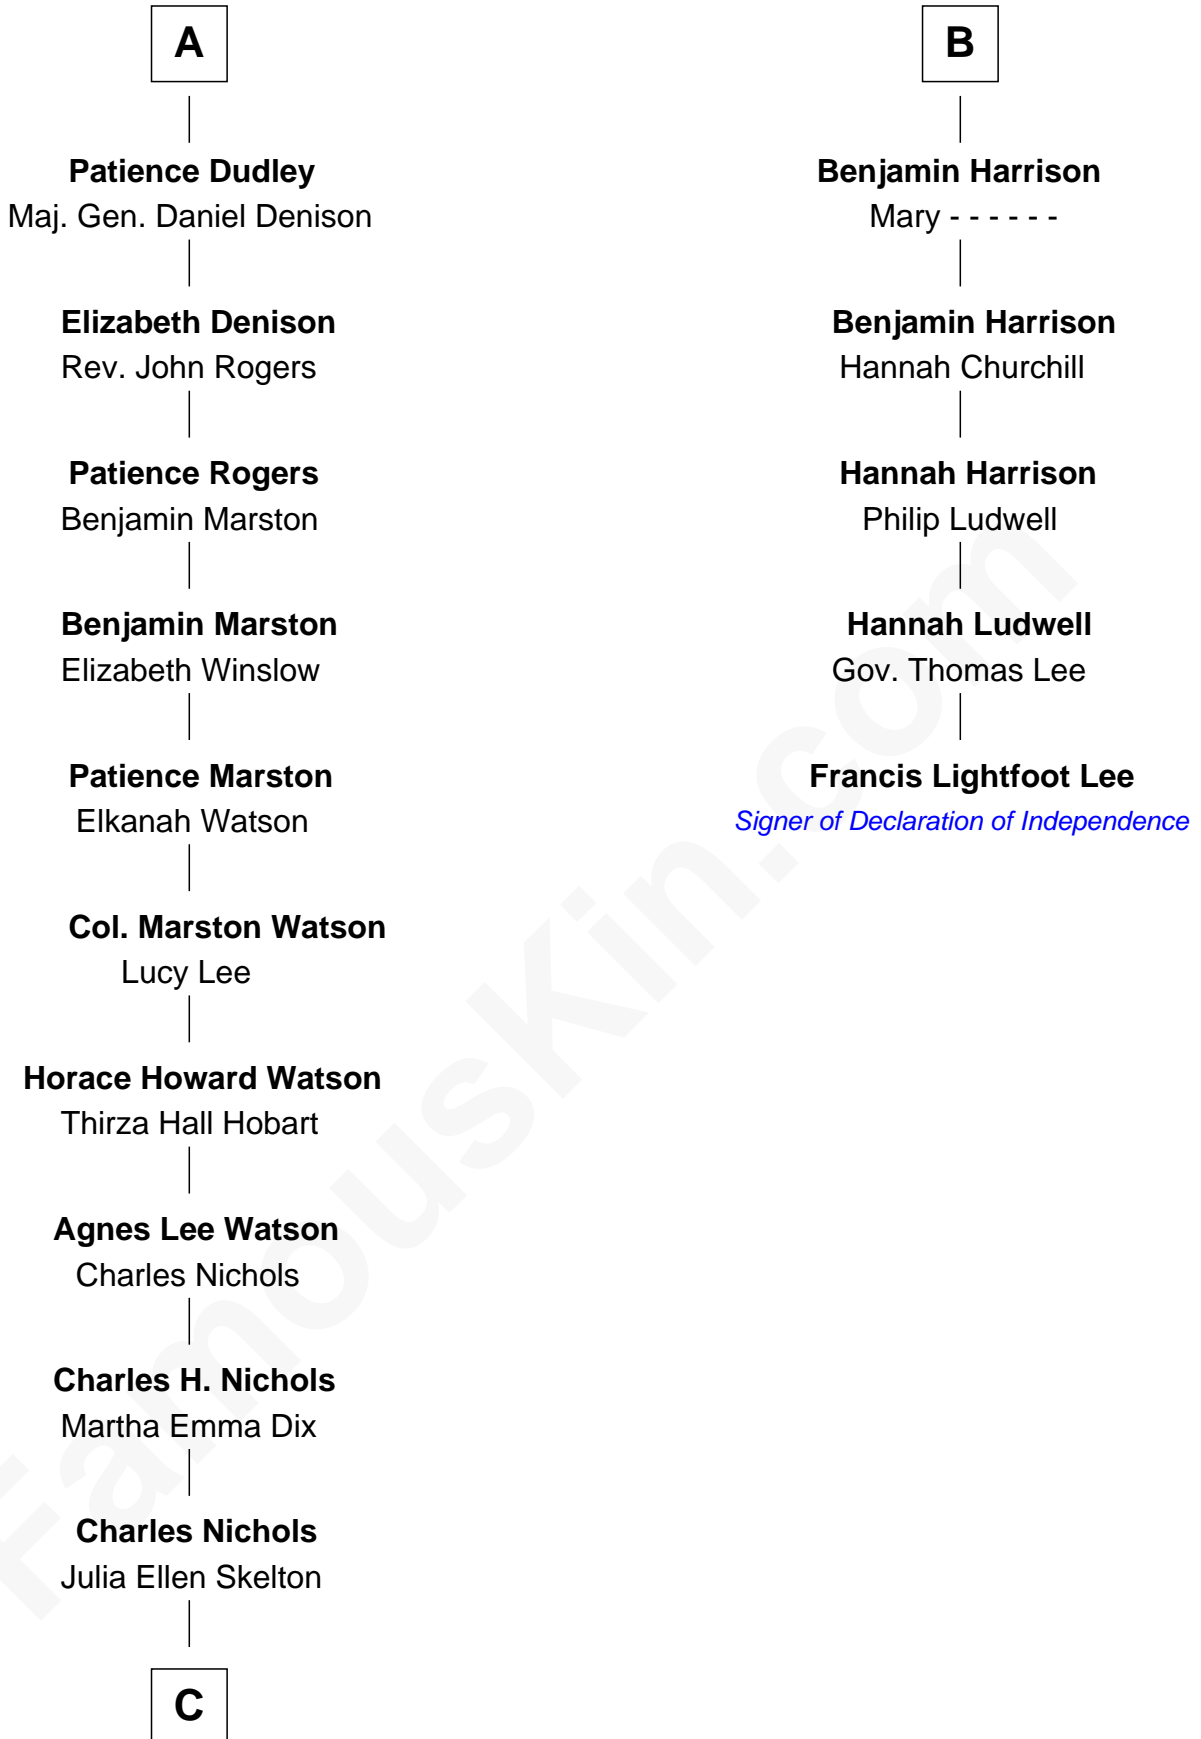 A
Patience Dudley
Maj. Gen. Daniel Denison
Elizabeth Denison
Rev. John Rogers
Patience Rogers
Benjamin Marston
Benjamin Marston
Elizabeth Winslow
Patience Marston
Elkanah Watson
Col. Marston Watson
Lucy Lee
Horace Howard Watson
Thirza Hall Hobart
Agnes Lee Watson
Charles Nichols
Charles H. Nichols
Martha Emma Dix
Charles Nichols
Julia Ellen Skelton
C
B
Benjamin Harrison
Mary - - - - - -
Benjamin Harrison
Hannah Churchill
Hannah Harrison
Philip Ludwell
Hannah Ludwell
Gov. Thomas Lee
Francis Lightfoot Lee
Signer of Declaration of Independence
FamousKin.com